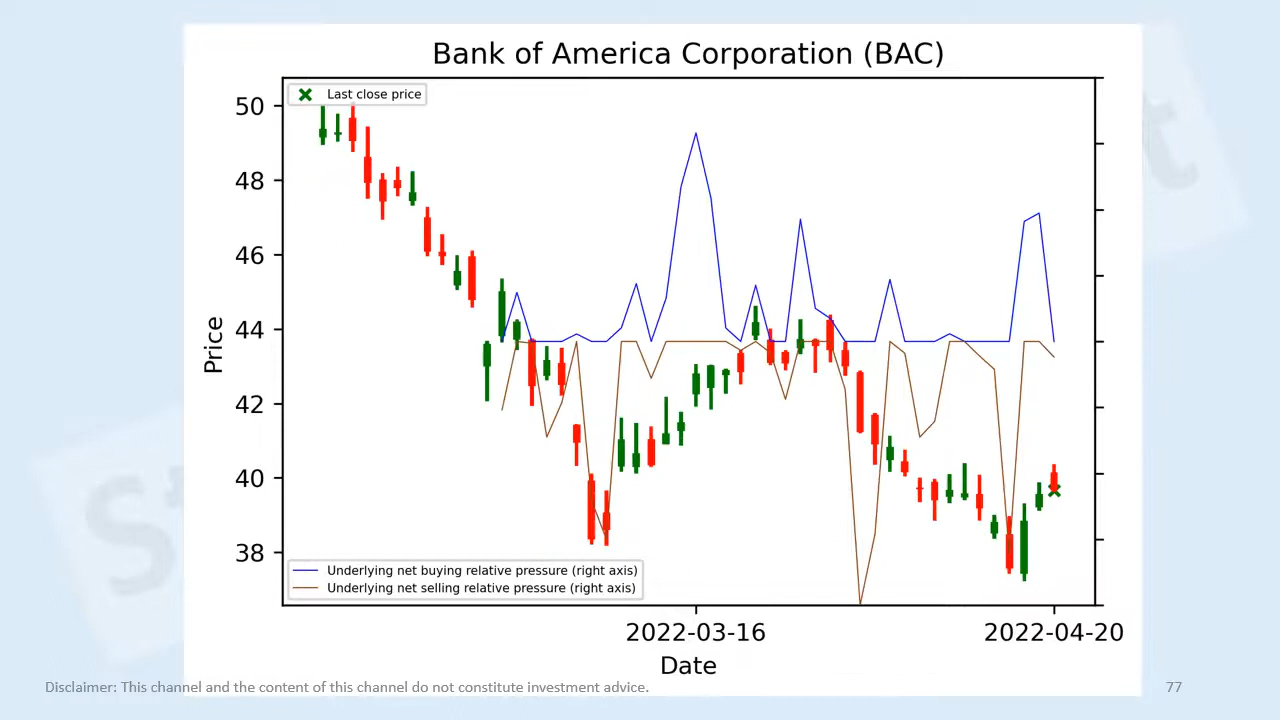 Bank of America Corporation (BAC)
Last close price
50
48
46
44
42
40
38
Price
Underlying net buying relative pressure (right axis)
Underlying net selling relative pressure (right axis)
2022-03-16
2022-04-20
Date
Disclaimer: This channel and the content of this channel do not constitute investment advice.
77